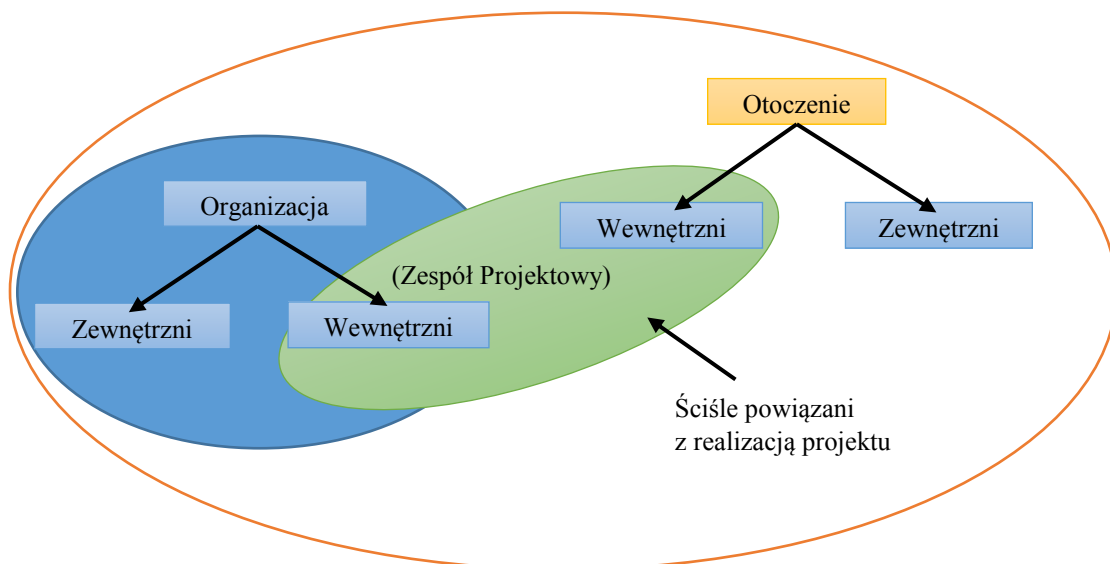 Otoczenie
Organizacja
Wewnętrzni
Zewnętrzni
(Zespół Projektowy)
Zewnętrzni
Wewnętrzni
Ściśle powiązani
z realizacją projektu